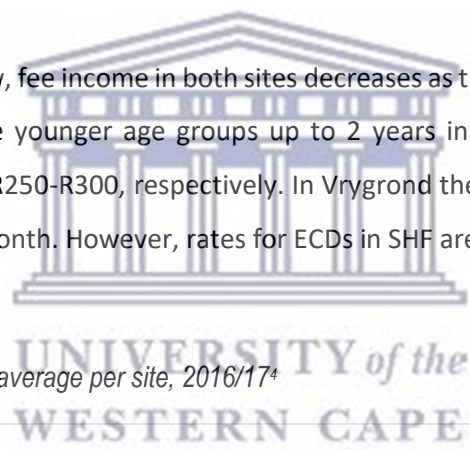 , fee income in both sites decreases as t
younger age groups up to 2 years in
R250-R300, respectively. In Vrygrond the
onth. However, rates for ECDs in SHF are
average per site, 2016/17⁴
UNIVERSITY of the
WESTERN CAPE